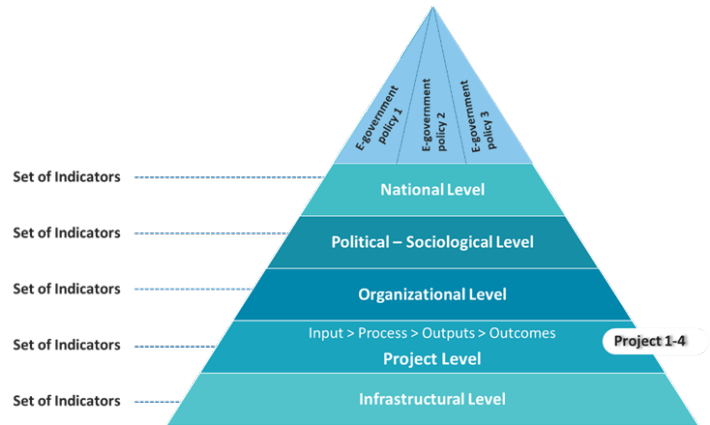 E-government
policy 1
E-government
policy 2
E-government
policy 3
Set of Indicators
National Level
Set of Indicators
Political – Sociological Level
Set of Indicators
Organizational Level
Set of Indicators
Input > Process > Outputs > Outcomes
Project Level
Project 1-4
Set of Indicators
Infrastructural Level